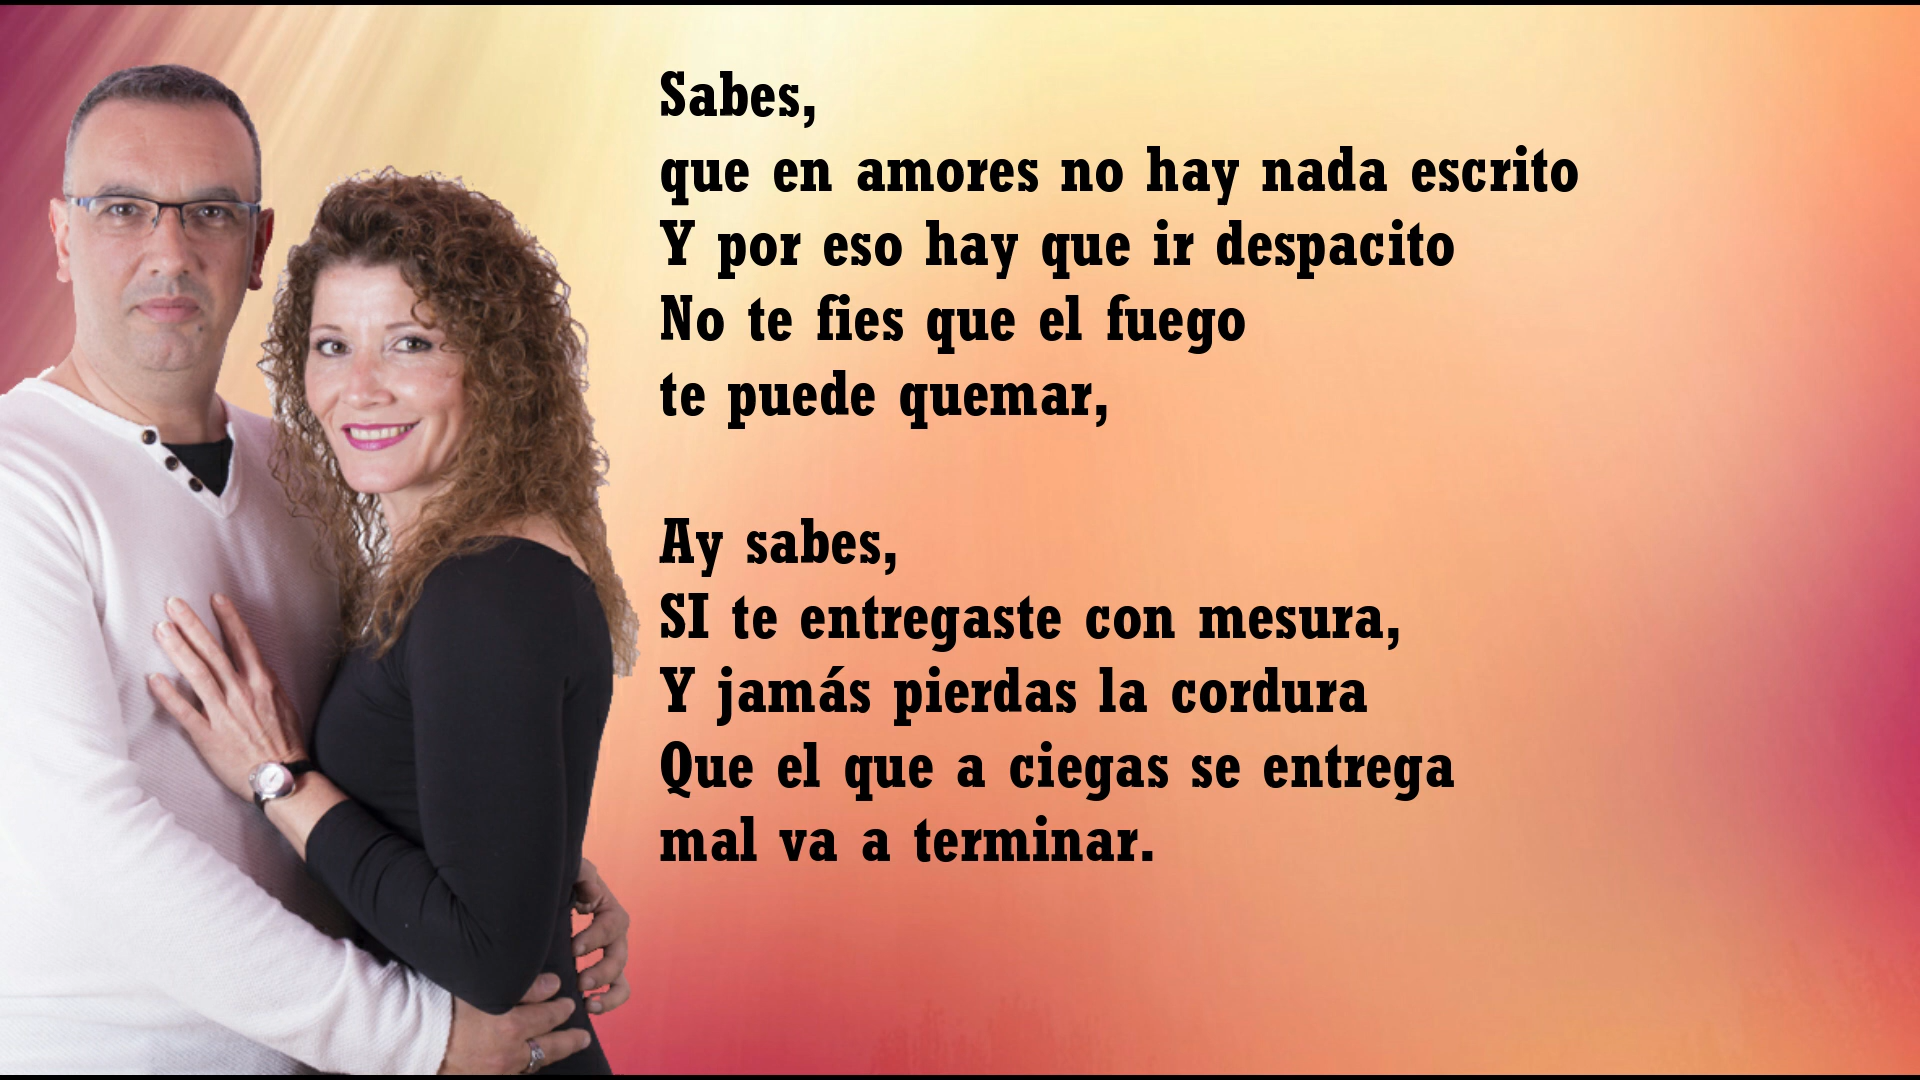 Sabes,
que en amores no hay nada escrito
Y por eso hay que ir despacito
No te fies que el fuego
te puede quemar,
Ay sabes,
SI te entregaste con mesura,
Y jamás pierdas la cordura
Que el que a ciegas se entrega
mal va a terminar.